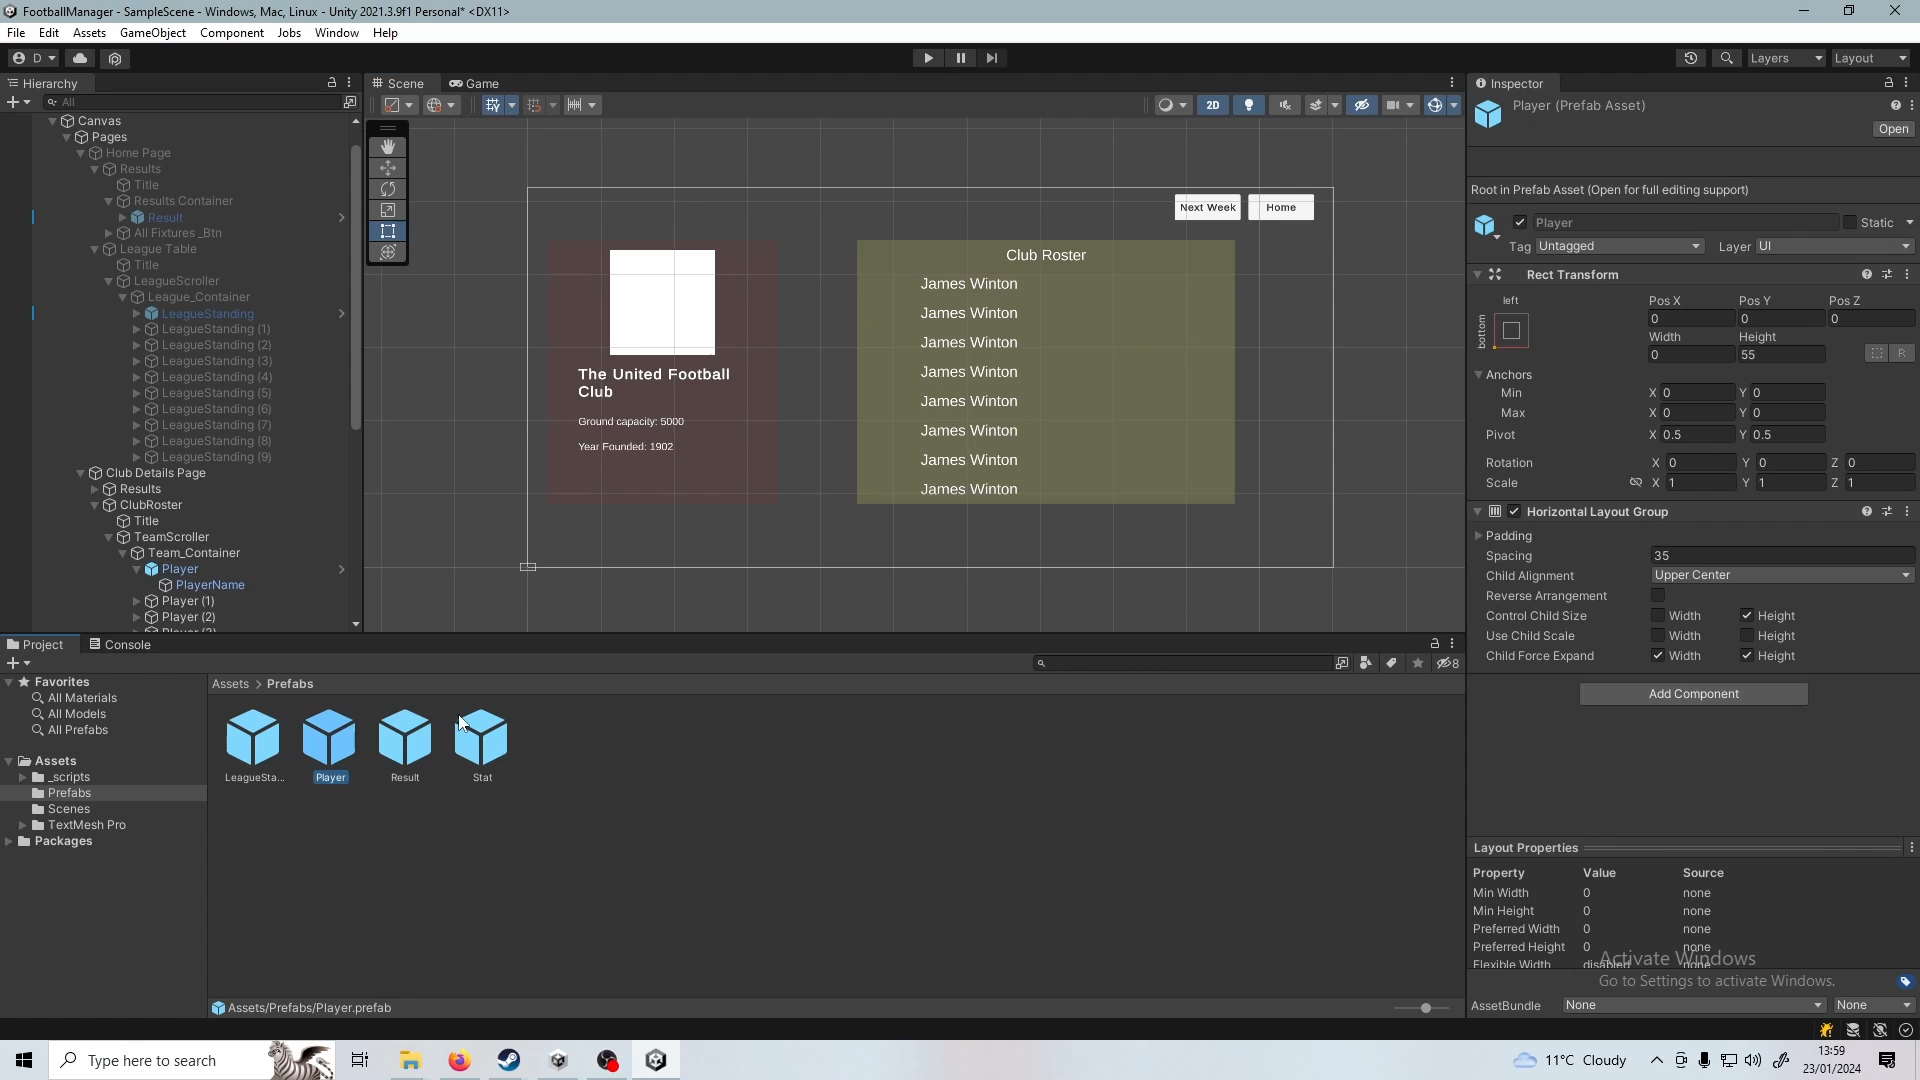 FootballManager - SampleScene - Windows, Mac, Linux - Unity 2021.3.9f1 Personal* <DX11>
File Edit Assets GameObject Component Jobs Window Help
D
Layers
Layout
Hierarchy
All
Canvas
Pages
Home Page
Results
Title
Results Container
Result
All Fixtures _Btn
League Table
Title
LeagueScroller
League_Container
LeagueStanding
LeagueStanding (1)
LeagueStanding (2)
LeagueStanding (3)
LeagueStanding (4)
LeagueStanding (5)
LeagueStanding (6)
LeagueStanding (7)
LeagueStanding (8)
LeagueStanding (9)
Club Details Page
Results
ClubRoster
Title
TeamScroller
Team_Container
Player
PlayerName
Player (1)
Player (2)
Scene
Game
2D
Next Week
Home
The United Football
Club
Ground capacity: 5000
Year Founded: 1902
Club Roster
James Winton
James Winton
James Winton
James Winton
James Winton
James Winton
James Winton
James Winton
Inspector
Player (Prefab Asset)
Open
Root in Prefab Asset (Open for full editing support)
Player
Static
Tag Untagged
Layer UI
Rect Transform
left
bottom
Pos X Pos Y Pos Z
0 0 0
Width Height
0 55
R
Anchors
Min X 0 Y 0
Max X 0 Y 0
Pivot X 0.5 Y 0.5
Rotation X 0 Y 0 Z 0
Scale X 1 Y 1 Z 1
Horizontal Layout Group
Padding
Spacing 35
Child Alignment Upper Center
Reverse Arrangement
Control Child Size Width Height
Use Child Scale Width Height
Child Force Expand Width Height
Add Component
Layout Properties
Property Value Source
Min Width 0 none
Min Height 0 none
Preferred Width 0 none
Preferred Height 0 none
Flexible Width disabled none
Activate Windows
Go to Settings to activate Windows.
AssetBundle None None
Project
Console
8
Favorites
All Materials
All Models
All Prefabs
Assets
_scripts
Prefabs
Scenes
TextMesh Pro
Packages
Assets > Prefabs
LeagueSta...
Player
Result
Stat
Assets/Prefabs/Player.prefab
Type here to search
11°C Cloudy
13:59
23/01/2024